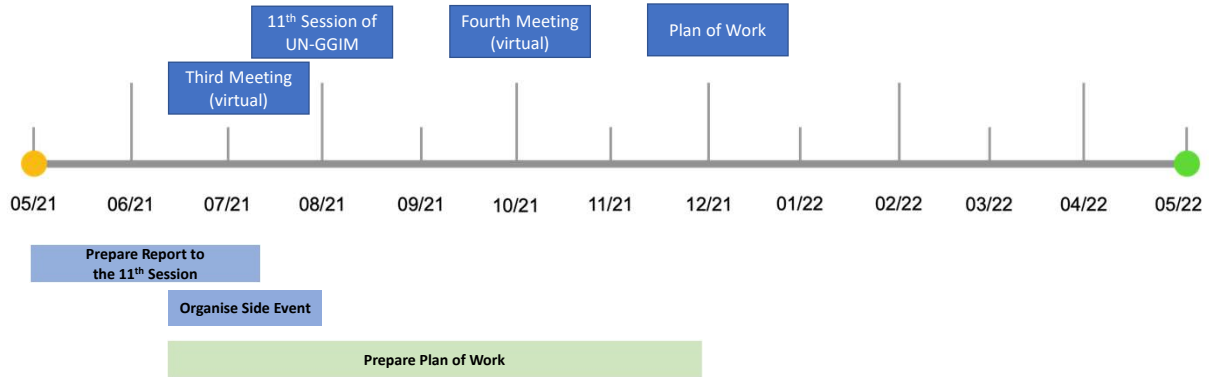 11th Session of
UN-GGIM
Fourth Meeting
(virtual)
Plan of Work
Third Meeting
(virtual)
05/21 06/21 07/21 08/21 09/21 10/21 11/21 12/21 01/22 02/22 03/22 04/22 05/22
Prepare Report to
the 11th Session
Organise Side Event
Prepare Plan of Work